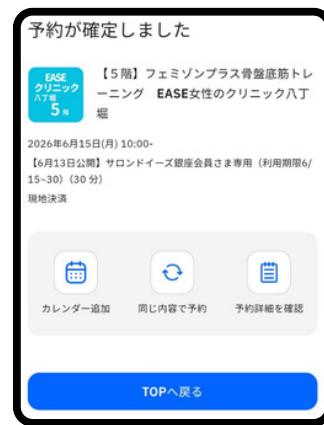 予約が確定しました
EASE
クリニック
八丁堀
5階
【５階】フェミゾンプラス骨盤底筋トレ
ーニング　EASE女性のクリニック八丁
堀
2026年6月15日(月) 10:00-
【6月13日公開】サロンドイーズ銀座会員さま専用（利用期限6/
15~30）(30 分)
現地決済
カレンダー追加
同じ内容で予約
予約詳細を確認
TOPへ戻る